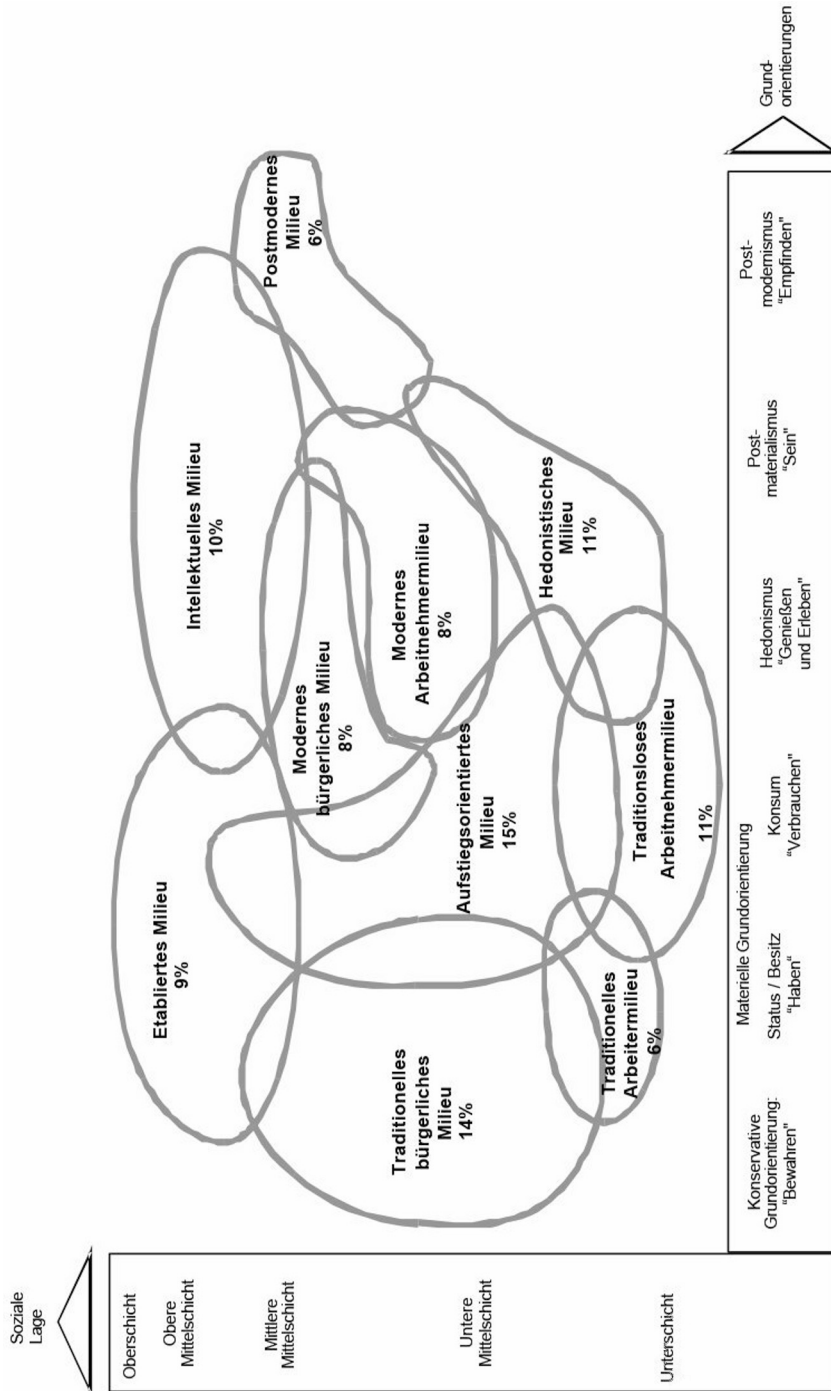 Soziale
Lage
Oberschicht
Obere
Mittelschicht
Mittlere
Mittelschicht
Untere
Mittelschicht
Unterschicht
Etabliertes Milieu
9%
Intellektuelles Milieu
10%
Postmodernes
Milieu
6%
Traditionelles
bürgerliches
Milieu
14%
Modernes
bürgerliches Milieu
8%
Modernes
Arbeitnehmermilieu
8%
Aufstiegsorientiertes
Milieu
15%
Hedonistisches
Milieu
11%
Traditionelles
Arbeitermilieu
6%
Traditionsloses
Arbeitnehmermilieu
11%
Konservative
Grundorientierung:
"Bewahren"
Materielle Grundorientierung
Status / Besitz
"Haben“
Konsum
"Verbrauchen"
Hedonismus
"Genießen
und Erleben"
Post-
materialismus
"Sein"
Post-
modernismus
"Empfinden"
Grund-
orientierungen